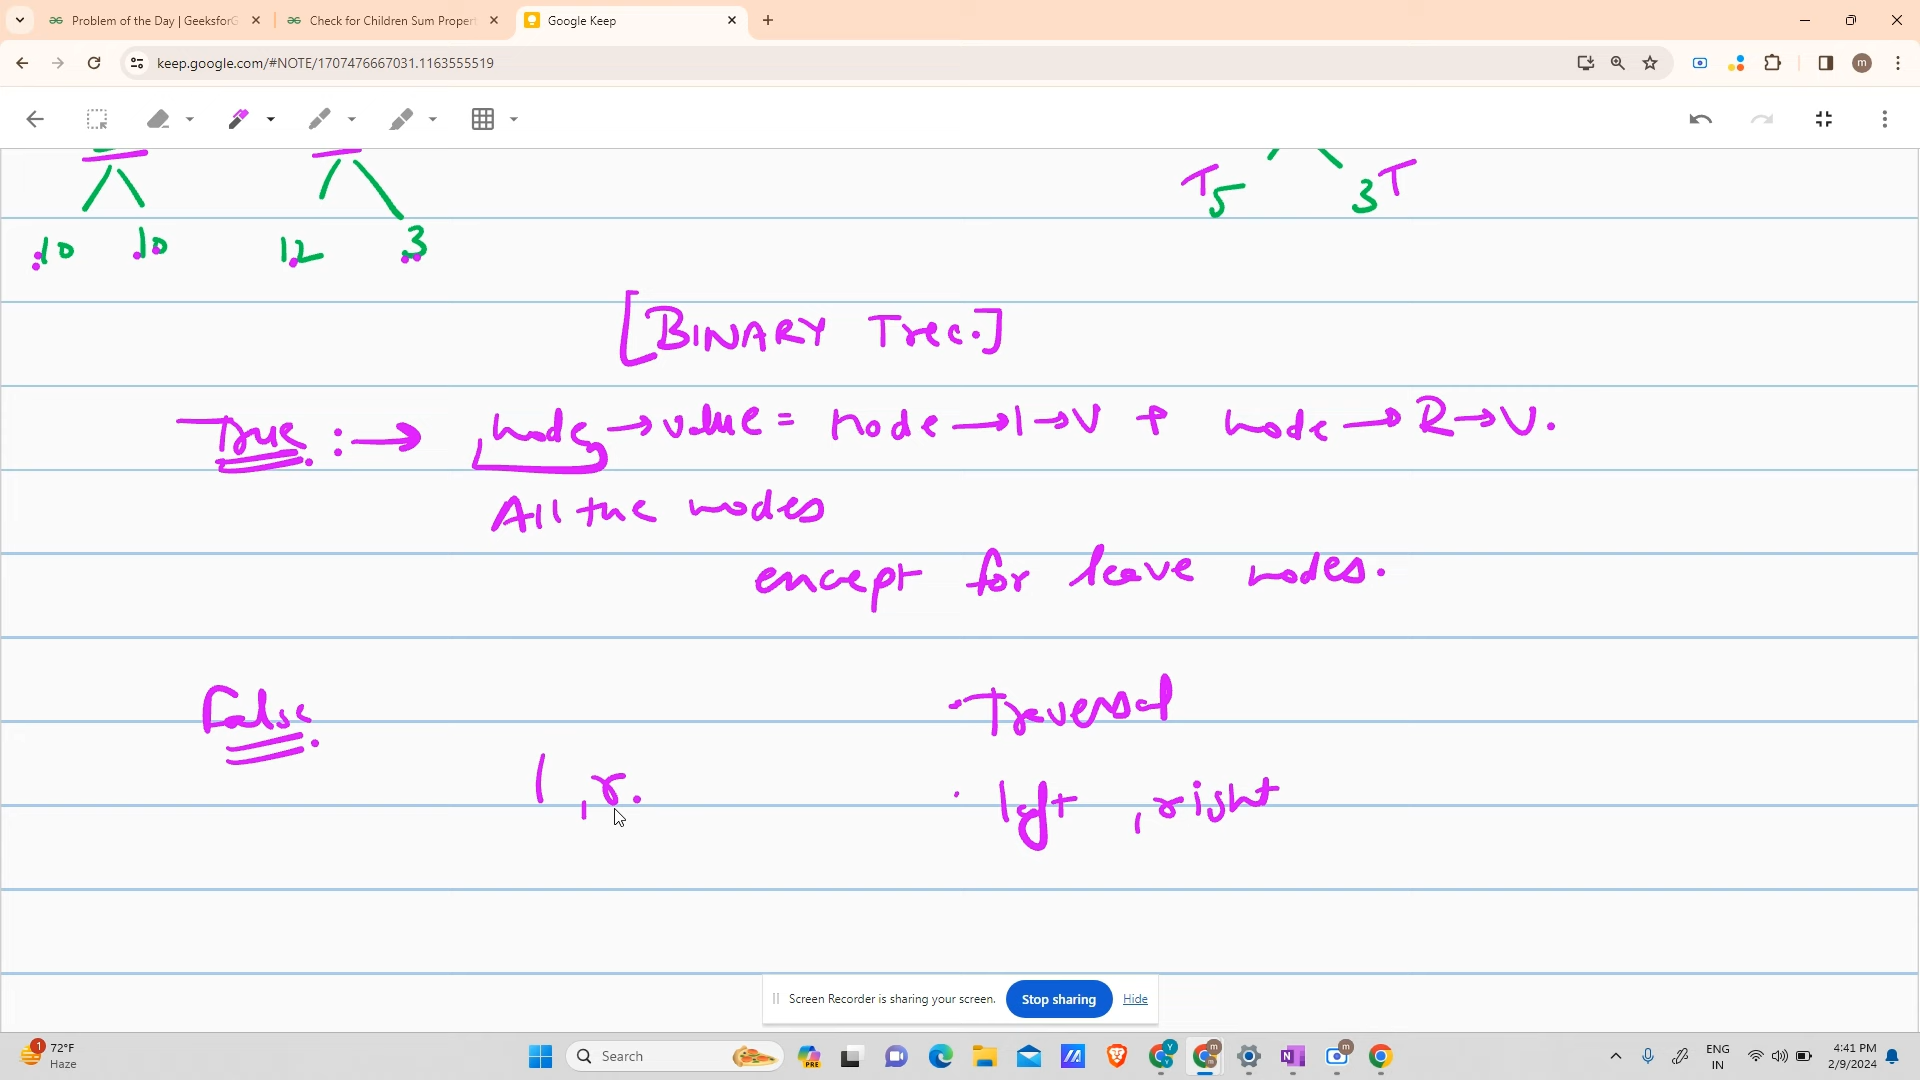 Problem of the Day | GeeksforG
Check for Children Sum Propert
Google Keep
keep.google.com/#NOTE/1707476667031.1163555519
T5
3T
10 10 12 3
[BINARY Tree.]
True :→ node → value = node → l → V + node → R → V.
All the nodes
except for leave nodes.
False
• Traversal
l , r.
• left , right
Screen Recorder is sharing your screen. Stop sharing Hide
1
72°F
Haze
Search
PRE
m
Y
ENG
IN
4:41 PM
2/9/2024